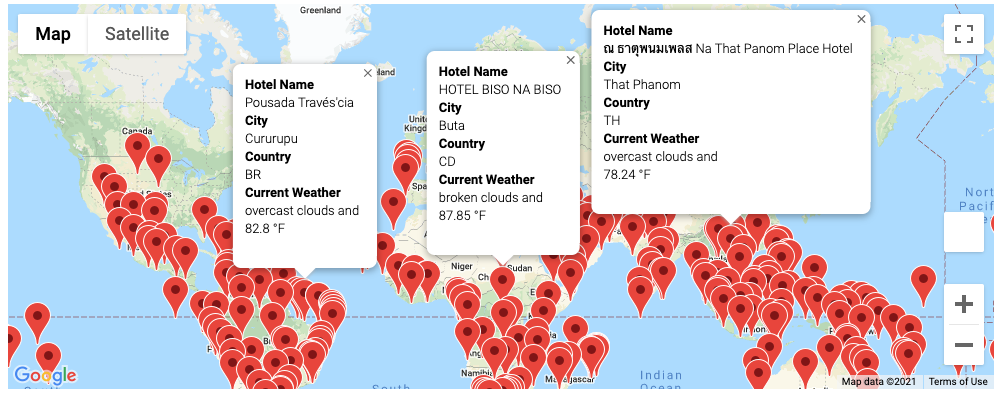 Map
Satellite
Greenland
Canada
Hotel Name
Pousada Través'cia
City
Cururupu
Country
BR
Current Weather
overcast clouds and
82.8 °F
Hotel Name
HOTEL BISO NA BISO
City
Buta
Country
CD
Current Weather
broken clouds and
87.85 °F
Hotel Name
ณ ธาตุพนมเพลส Na That Panom Place Hotel
City
That Phanom
Country
TH
Current Weather
overcast clouds and
78.24 °F
Niger
Sudan
Indian
Ocean
South
Google
Map data ©2021
Terms of Use